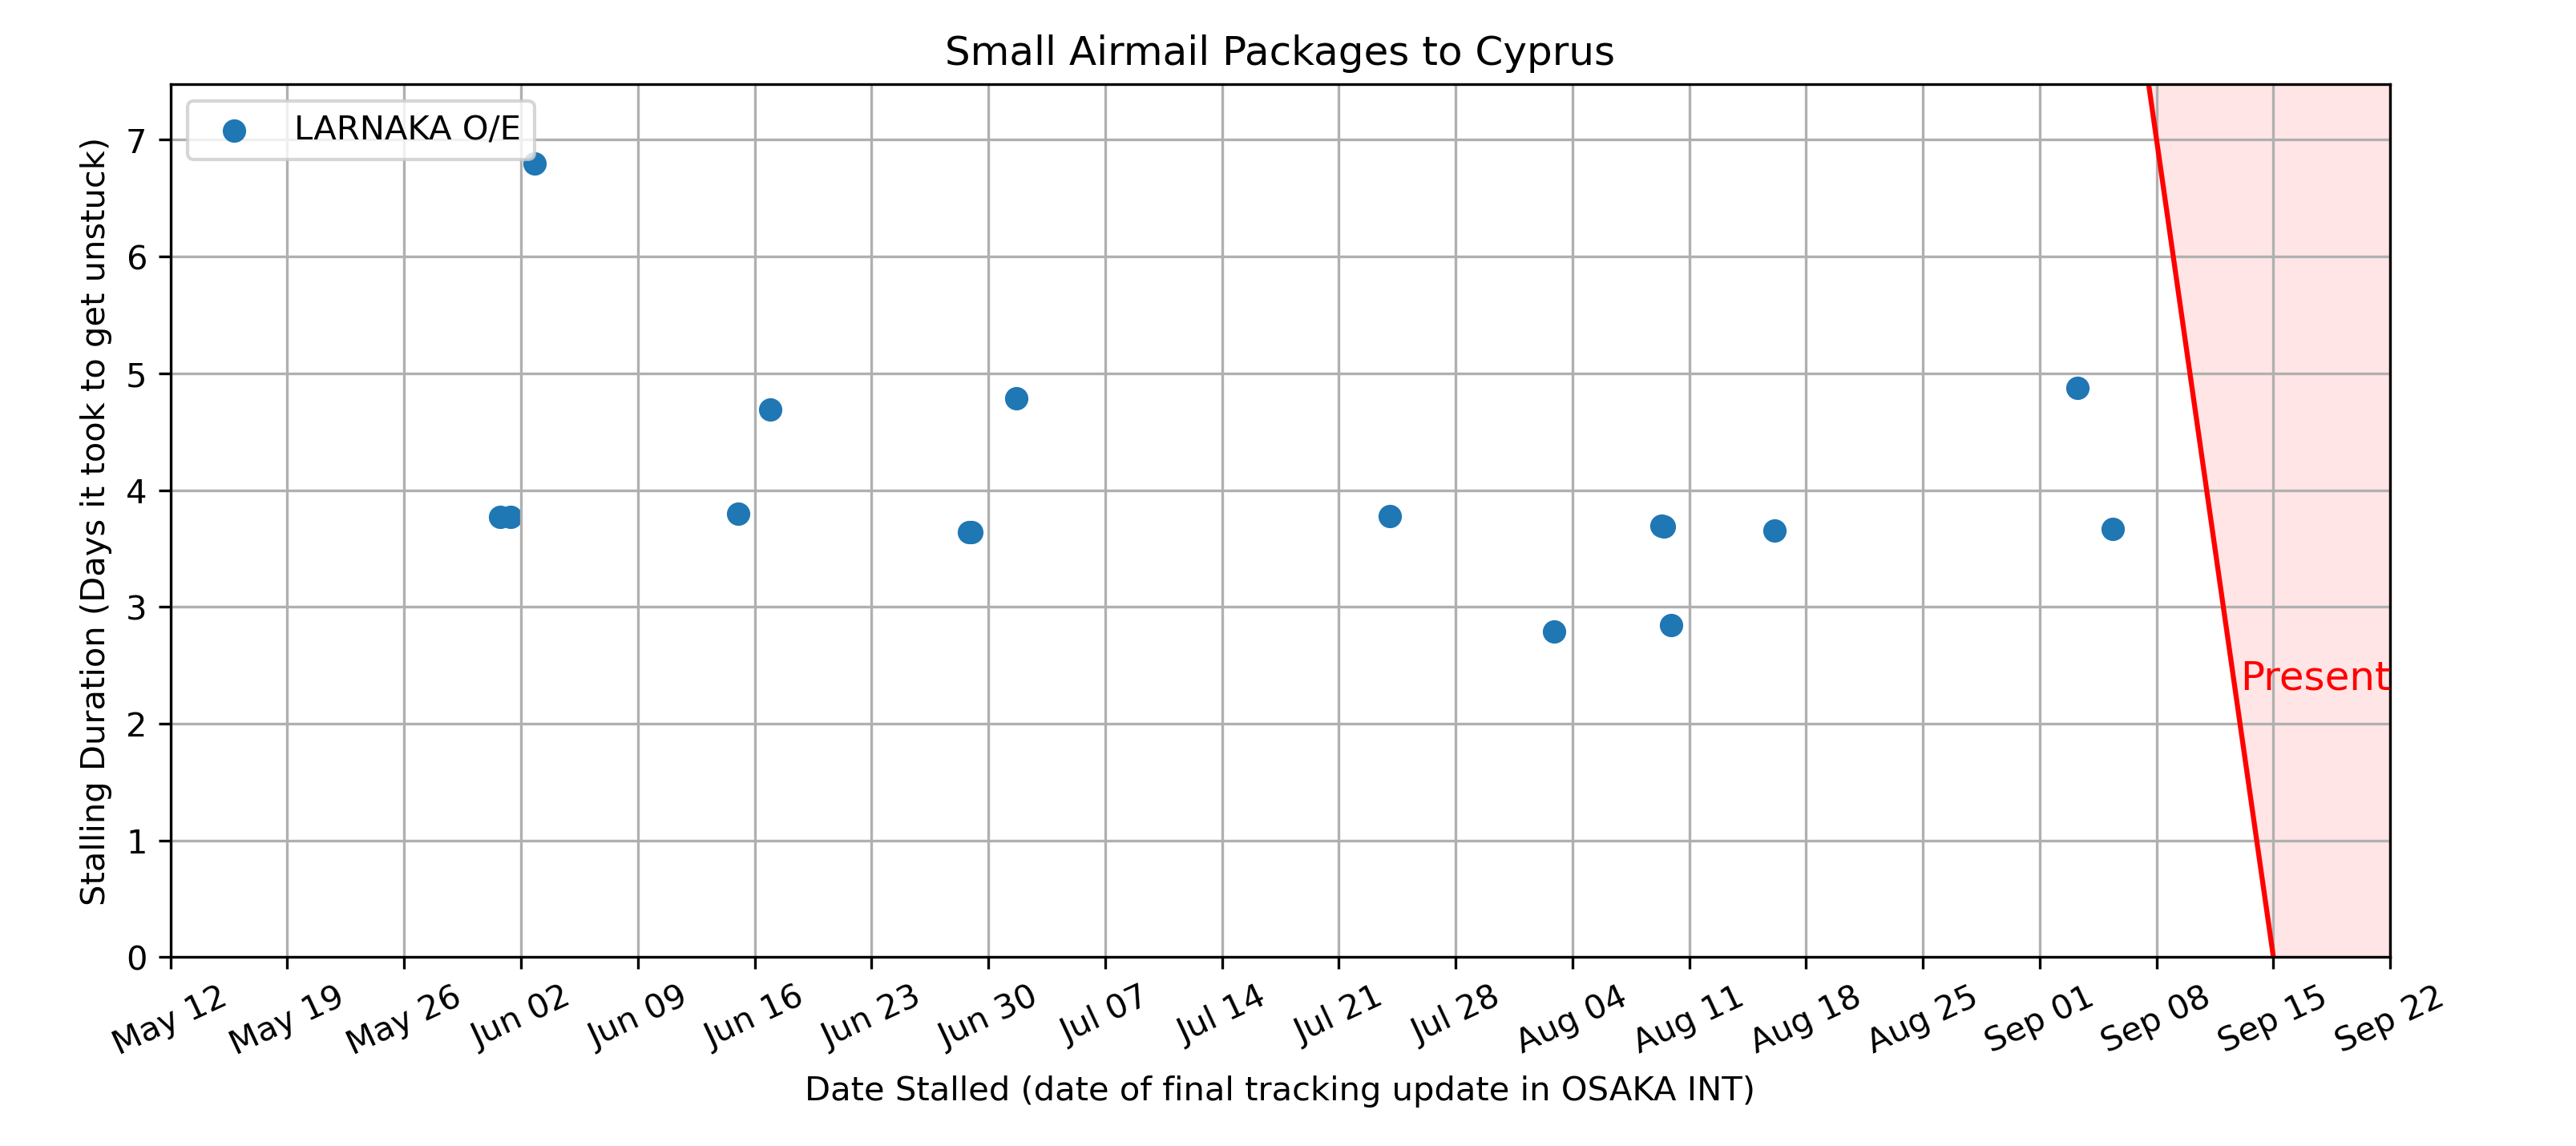 Small Airmail Packages to Cyprus
LARNAKA O/E
Stalling Duration (Days it took to get unstuck)
7
6
5
4
3
2
1
0
Present
May 12
May 19
May 26
Jun 02
Jun 09
Jun 16
Jun 23
Jun 30
Jul 07
Jul 14
Jul 21
Jul 28
Aug 04
Aug 11
Aug 18
Aug 25
Sep 01
Sep 08
Sep 15
Sep 22
Date Stalled (date of final tracking update in OSAKA INT)